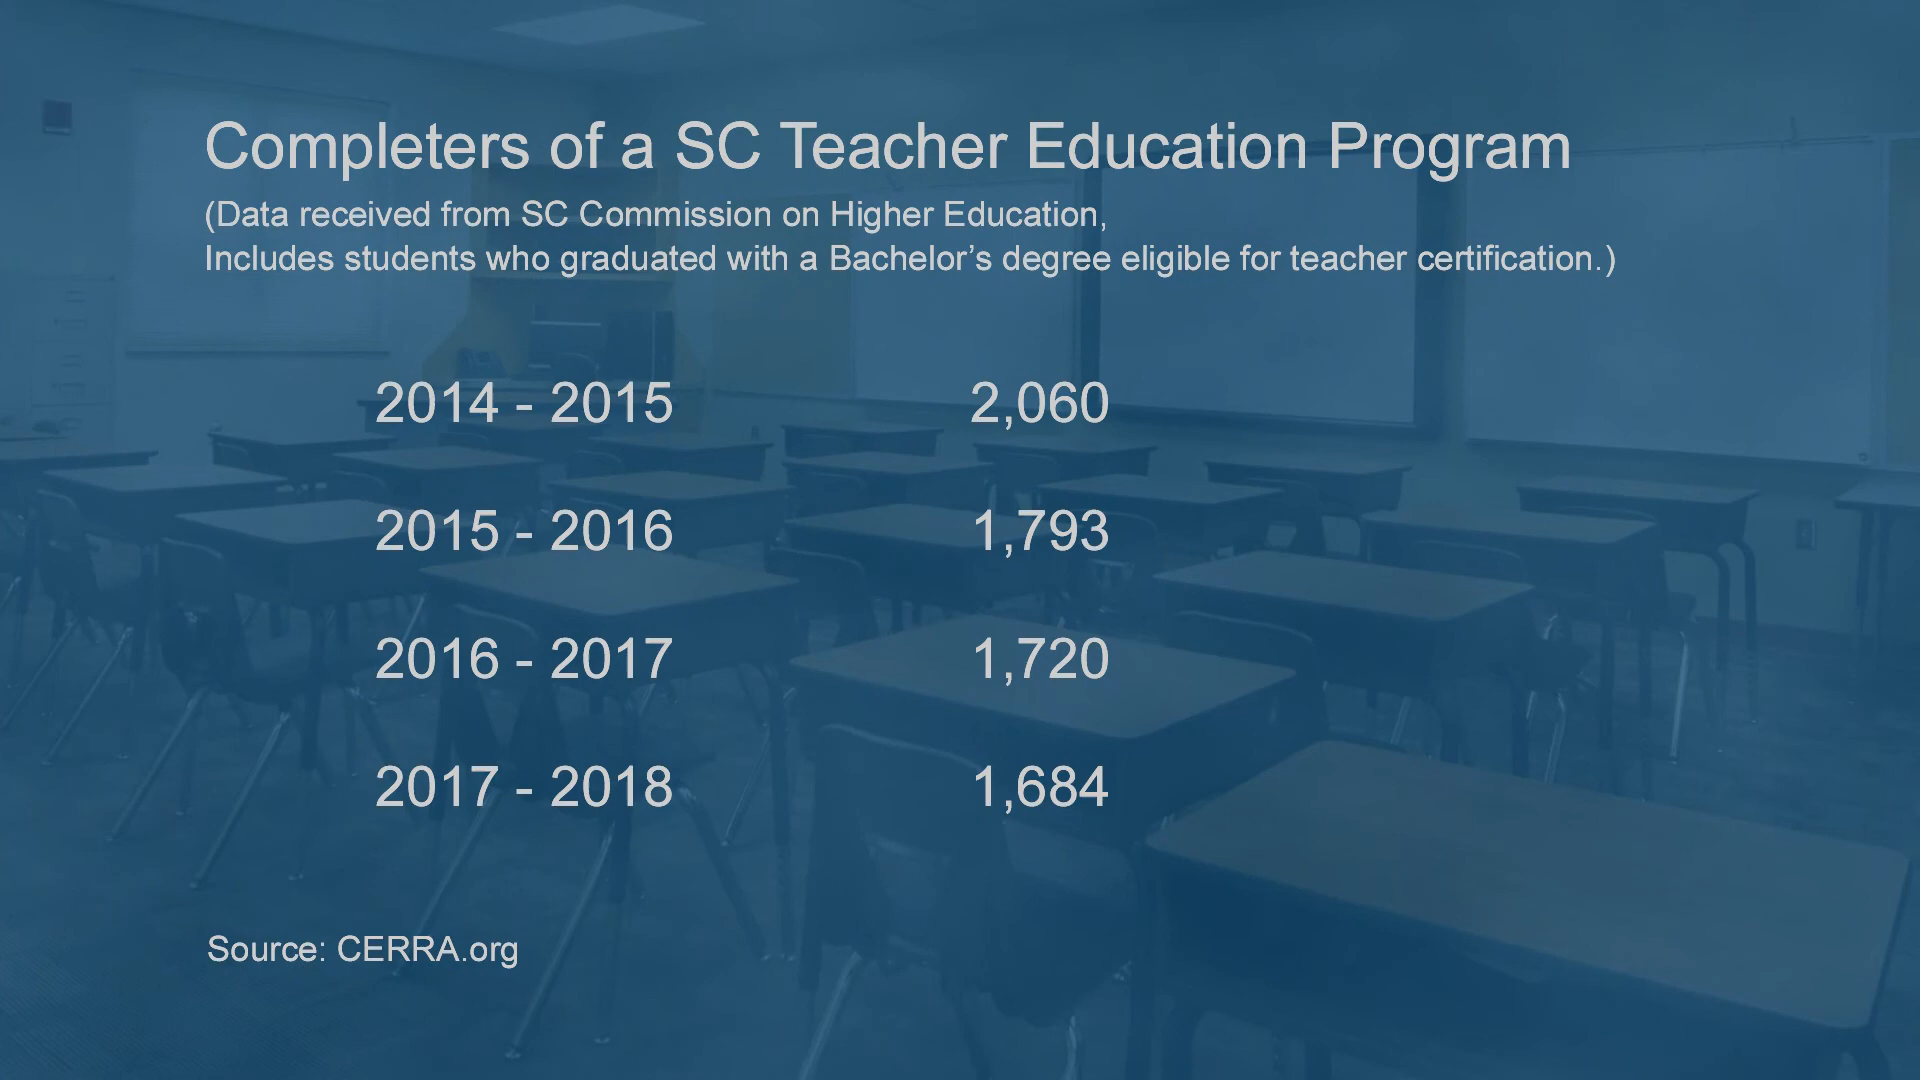 Completers of a SC Teacher Education Program
(Data received from SC Commission on Higher Education,
Includes students who graduated with a Bachelor’s degree eligible for teacher certification.)
2014 - 2015 2,060
2015 - 2016 1,793
2016 - 2017 1,720
2017 - 2018 1,684
Source: CERRA.org